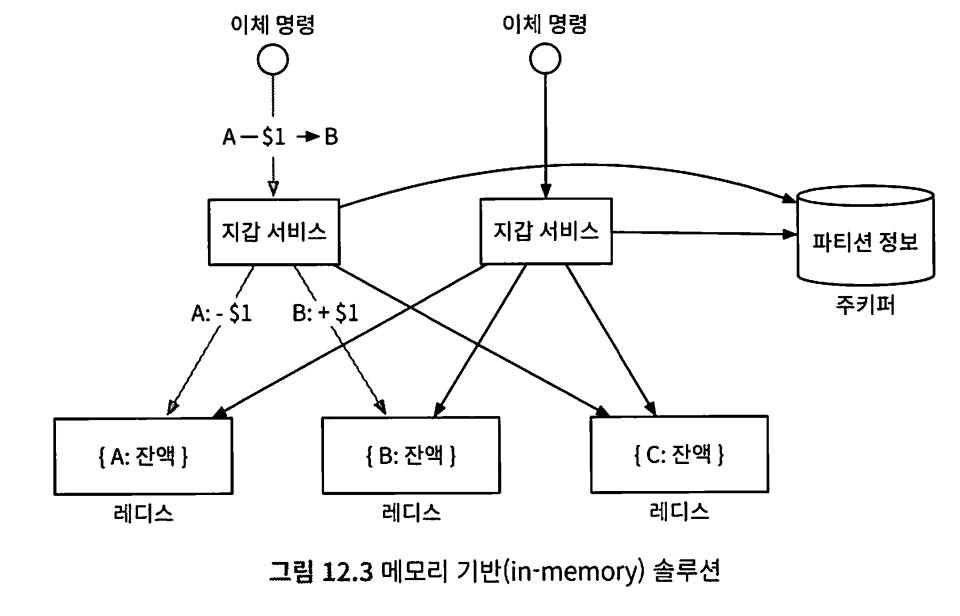 이체 명령
이체 명령
A — $1 → B
지갑 서비스
지갑 서비스
파티션 정보
주키퍼
A: - $1
B: + $1
{ A: 잔액 }
{ B: 잔액 }
{ C: 잔액 }
레디스
레디스
레디스
그림 12.3 메모리 기반(in-memory) 솔루션